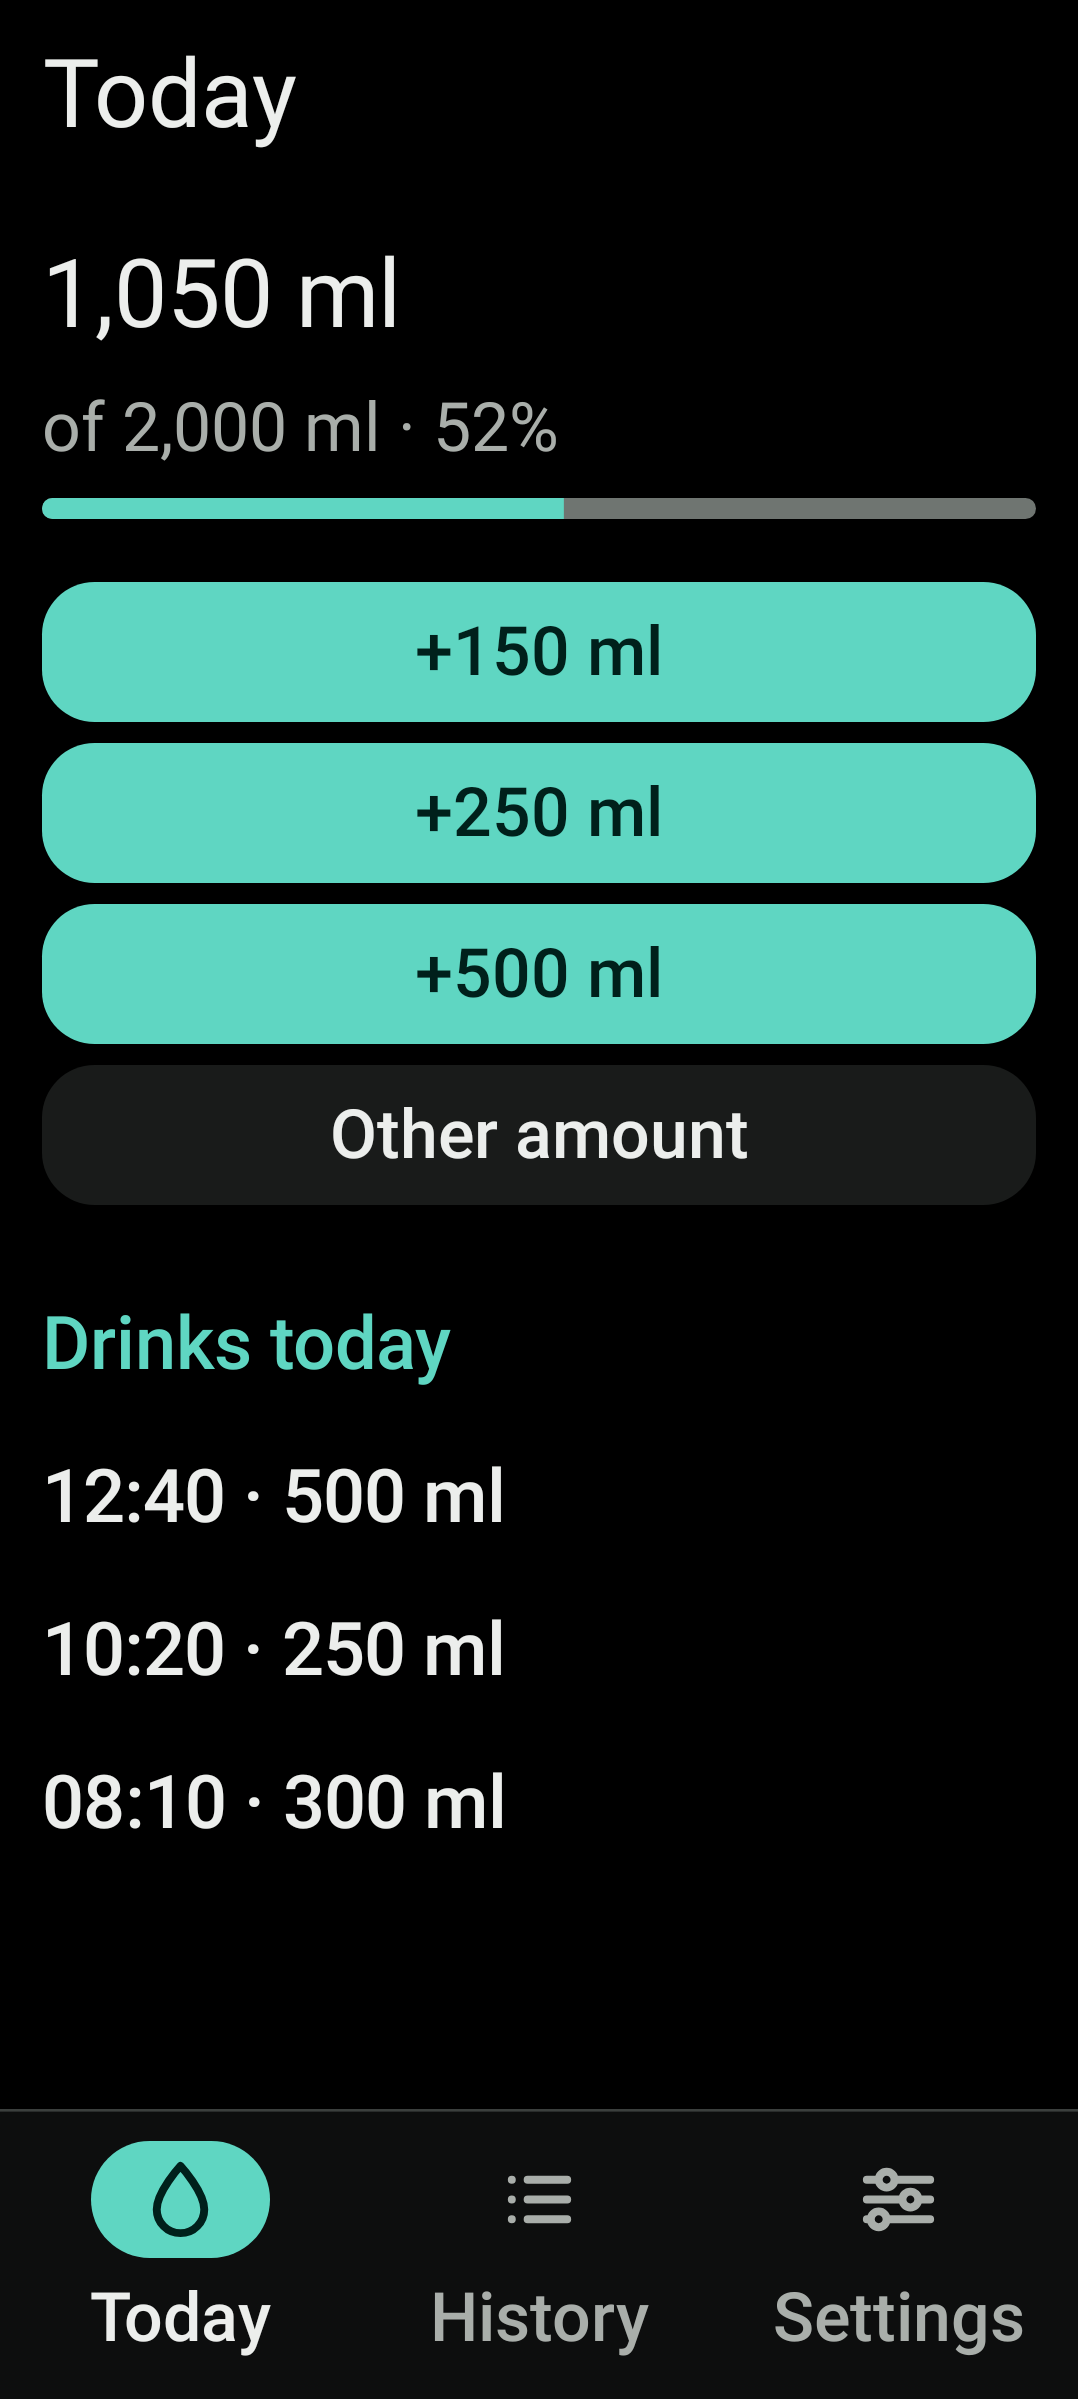 Today
1,050 ml
of 2,000 ml · 52%
+150 ml
+250 ml
+500 ml
Other amount
Drinks today
12:40 · 500 ml
10:20 · 250 ml
08:10 · 300 ml
Today
History
Settings